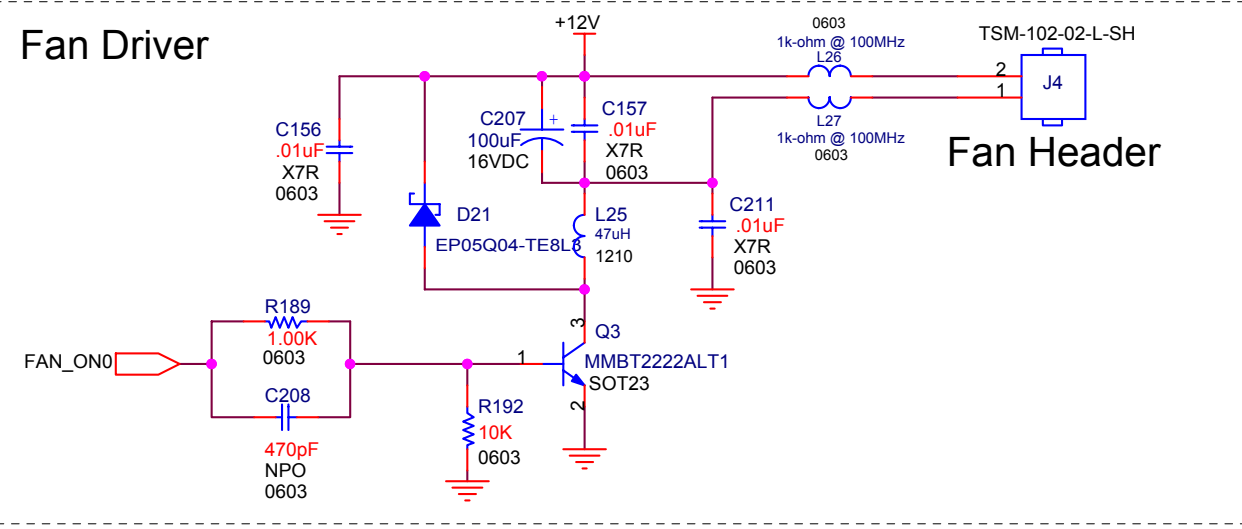 Fan Driver
+12V
0603
1k-ohm @ 100MHz
L26
TSM-102-02-L-SH
2
1
J4
L27
1k-ohm @ 100MHz
0603
Fan Header
C156
.01uF
X7R
0603
C207
100uF
16VDC
+
C157
.01uF
X7R
0603
D21
EP05Q04-TE8L3
L25
47uH
1210
C211
.01uF
X7R
0603
R189
1.00K
0603
FAN_ON0
C208
470pF
NPO
0603
R192
10K
0603
1
3
2
Q3
MMBT2222ALT1
SOT23